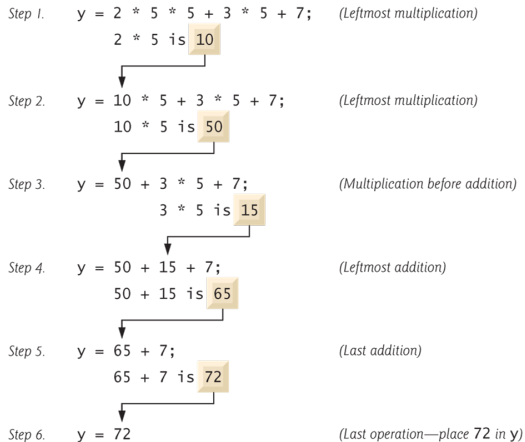 Step 1. y = 2 * 5 * 5 + 3 * 5 + 7; (Leftmost multiplication)
2 * 5 is 10
Step 2. y = 10 * 5 + 3 * 5 + 7; (Leftmost multiplication)
10 * 5 is 50
Step 3. y = 50 + 3 * 5 + 7; (Multiplication before addition)
3 * 5 is 15
Step 4. y = 50 + 15 + 7; (Leftmost addition)
50 + 15 is 65
Step 5. y = 65 + 7; (Last addition)
65 + 7 is 72
Step 6. y = 72 (Last operation—place 72 in y)